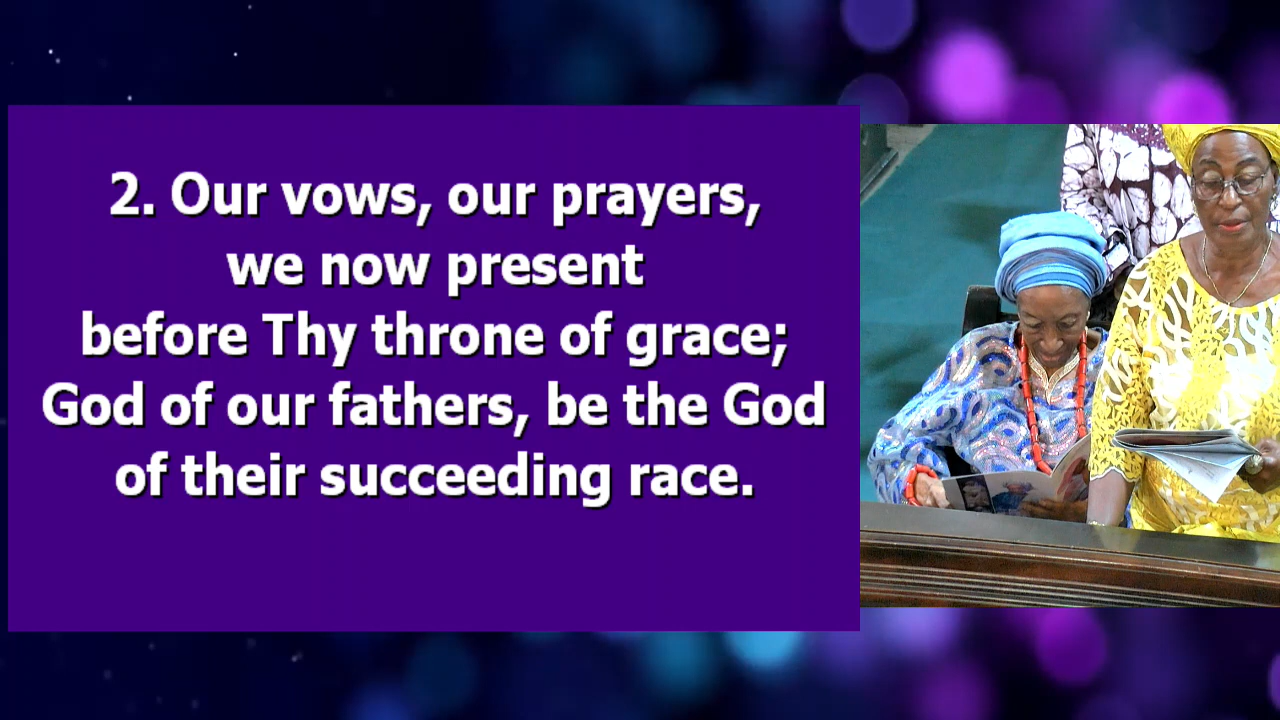 2. Our vows, our prayers,
we now present
before Thy throne of grace;
God of our fathers, be the God
of their succeeding race.